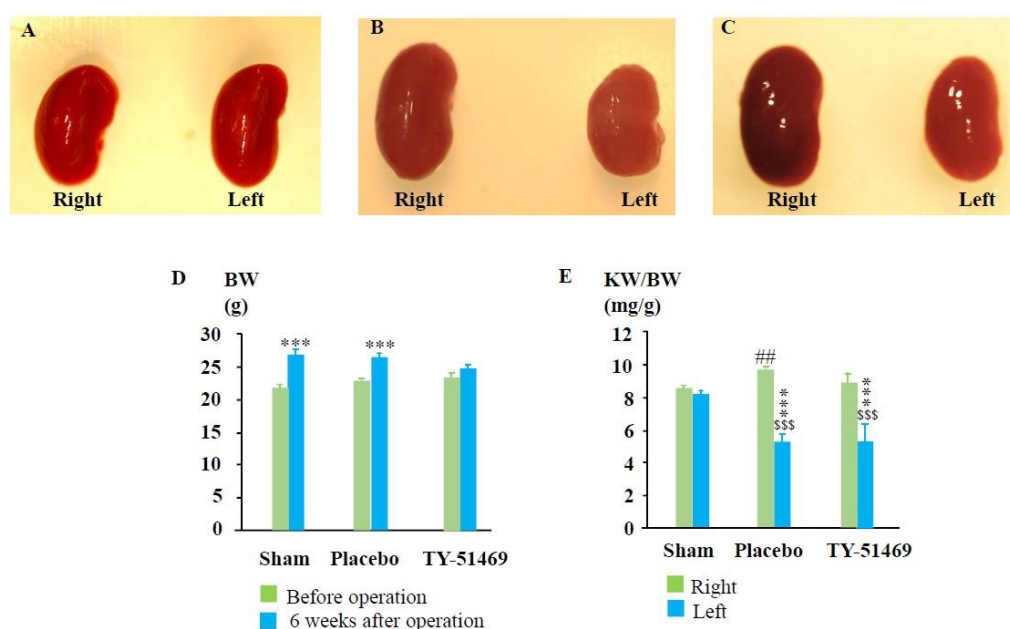 A
Right
Left
B
Right
Left
C
Right
Left
D
BW
(g)
30
25
20
15
10
5
0
***
***
Sham
Placebo
TY-51469
Before operation
6 weeks after operation
E
KW/BW
(mg/g)
12
10
8
6
4
2
0
##
***
$$$
***
$$$
Sham
Placebo
TY-51469
Right
Left